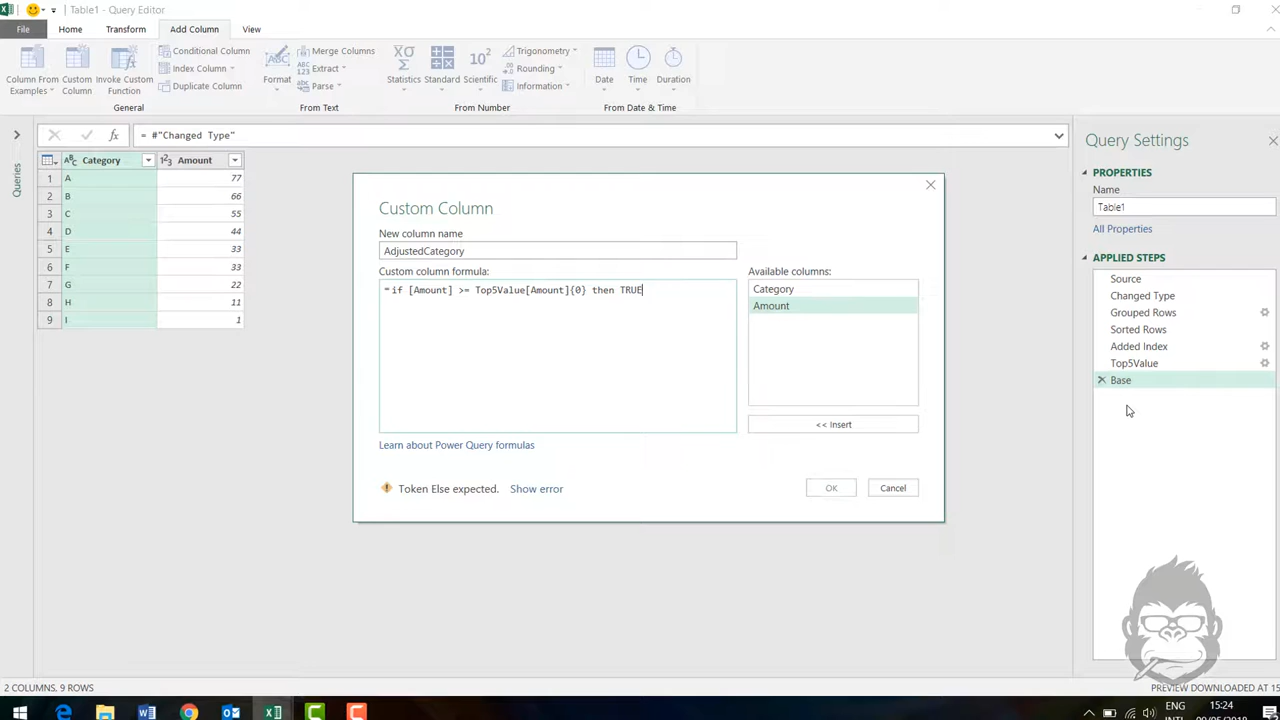 Table1 - Query Editor
File
Home
Transform
Add Column
View
Column From Examples
Custom Column
Invoke Custom Function
Conditional Column
Index Column
Duplicate Column
General
Format
Merge Columns
Extract
Parse
From Text
Statistics
Standard
Scientific
Trigonometry
Rounding
Information
From Number
Date
Time
Duration
From Date & Time
= #"Changed Type"
Queries
Category Amount
1 A 77
2 B 66
3 C 55
4 D 44
5 E 33
6 F 33
7 G 22
8 H 11
9 I 1
Custom Column
New column name
AdjustedCategory
Custom column formula:
=if [Amount] >= Top5Value[Amount]{0} then TRUE
Available columns:
Category
Amount
<< Insert
Learn about Power Query formulas
Token Else expected. Show error
OK
Cancel
Query Settings
PROPERTIES
Name
Table1
All Properties
APPLIED STEPS
Source
Changed Type
Grouped Rows
Sorted Rows
Added Index
Top5Value
Base
2 COLUMNS, 9 ROWS
PREVIEW DOWNLOADED AT 15
ENG
INTL
15:24
09/05/2018